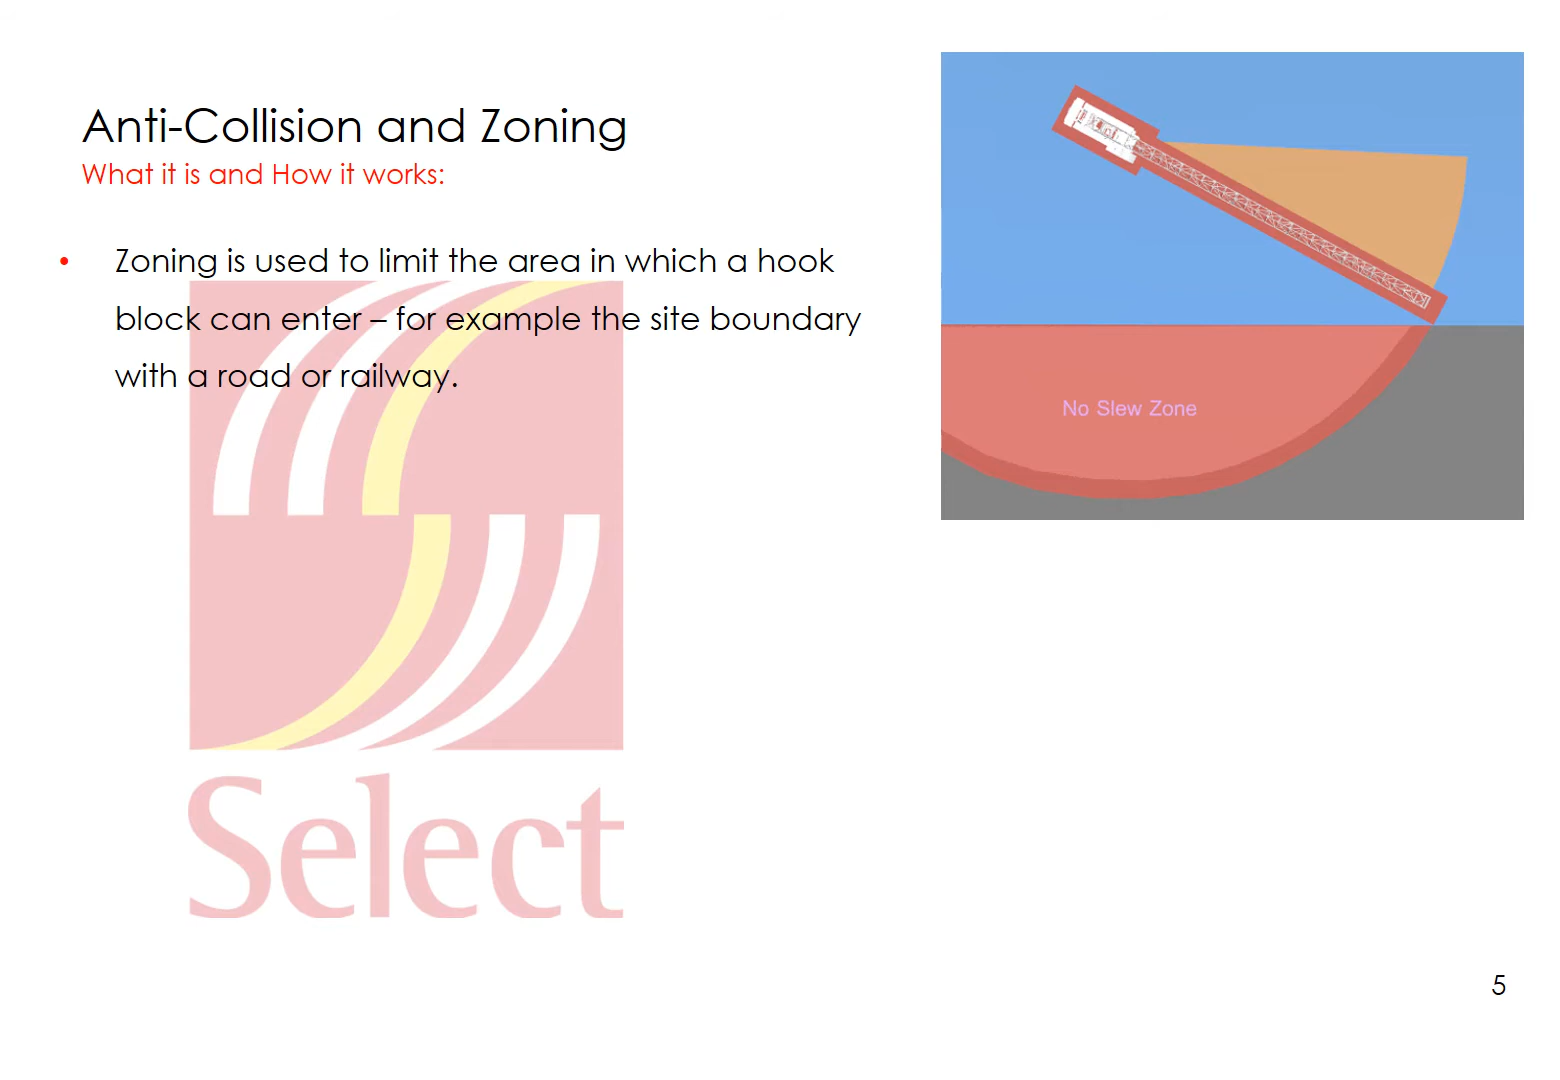 Anti-Collision and Zoning
What it is and How it works:
• Zoning is used to limit the area in which a hook
block can enter – for example the site boundary
with a road or railway.
No Slew Zone
Select
5